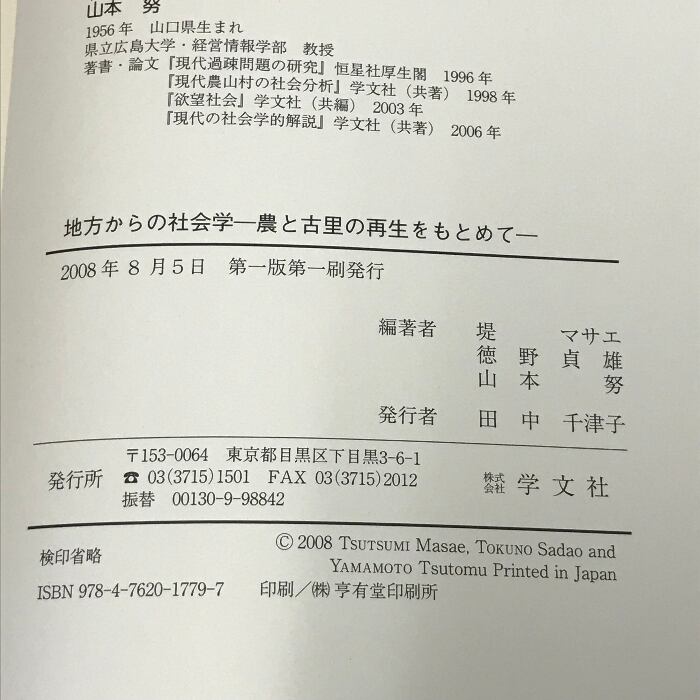 山本 努
1956年 山口県生まれ
県立広島大学・経営情報学部 教授
著書・論文『現代過疎問題の研究』恒星社厚生閣 1996年
『現代農山村の社会分析』学文社（共著） 1998年
『欲望社会』学文社（共編） 2003年
『現代の社会学的解説』学文社（共著） 2006年
地方からの社会学―農と古里の再生をもとめて―
2008年8月5日 第一版第一刷発行
編著者 堤 マサエ
徳野貞雄
山本 努
発行者 田中千津子
〒153-0064 東京都目黒区下目黒3-6-1
発行所 ☎ 03(3715)1501 FAX 03(3715)2012 株式会社 学文社
振替 00130-9-98842
検印省略
© 2008 TSUTSUMI Masae, TOKUNO Sadao and
YAMAMOTO Tsutomu Printed in Japan
ISBN 978-4-7620-1779-7 印刷／㈱亨有堂印刷所